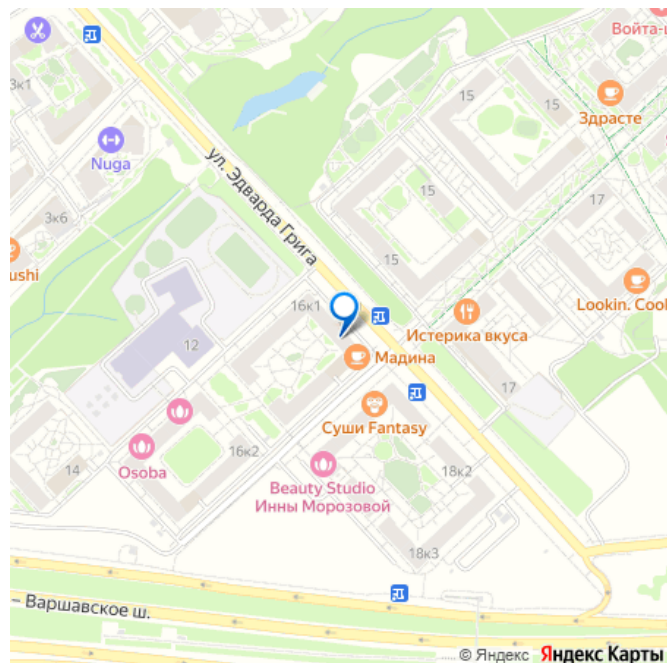 Войта-ц
3к1
15
15
Здрасте
Nuga
ул. Эдварда Грига
15
17
3к6
ushi
15
16к1
Lookin. Cook
Истерика вкуса
12
Мадина
17
Суши Fantasy
16к2
Osoba
14
Beauty Studio
Инны Морозовой
18к2
18к3
Варшавское ш.
© Яндекс Яндекс Карты